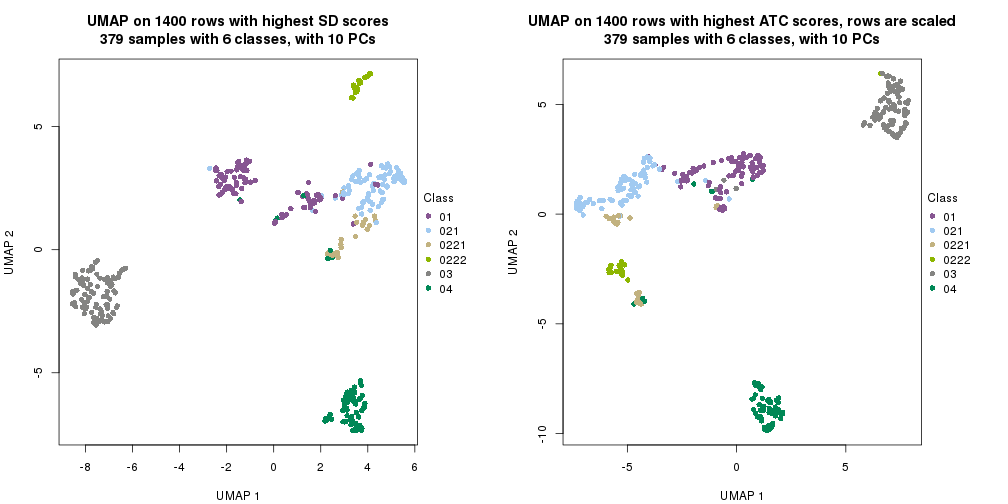 UMAP on 1400 rows with highest SD scores
379 samples with 6 classes, with 10 PCs
5
0
-5
UMAP 2
-8 -6 -4 -2 0 2 4 6
UMAP 1
Class
01
021
0221
0222
03
04
UMAP on 1400 rows with highest ATC scores, rows are scaled
379 samples with 6 classes, with 10 PCs
5
0
-5
-10
UMAP 2
-5 0 5
UMAP 1
Class
01
021
0221
0222
03
04